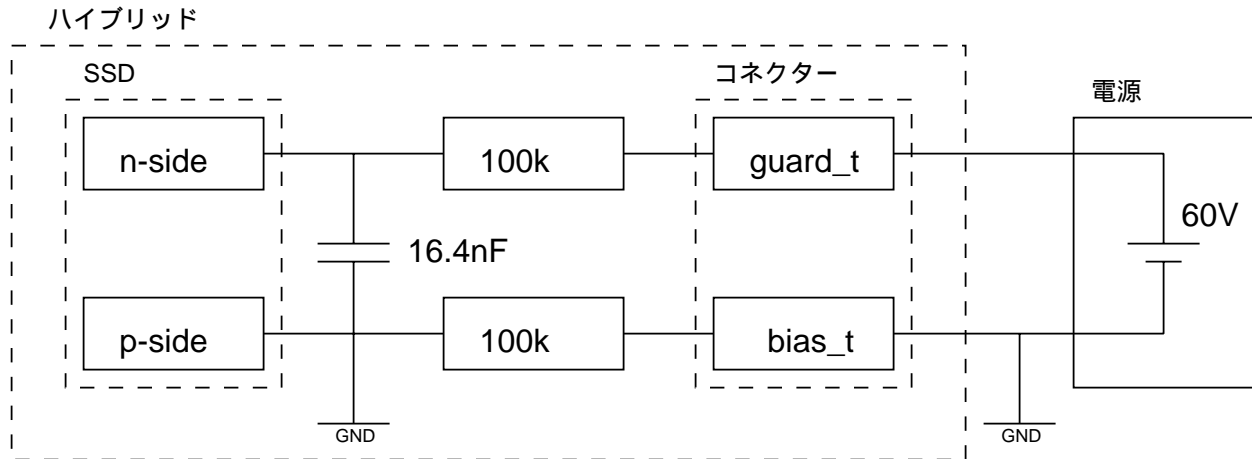 ハイブリッド
SSD
コネクター
電源
n-side
100k
guard_t
60V
16.4nF
p-side
100k
bias_t
GND
GND